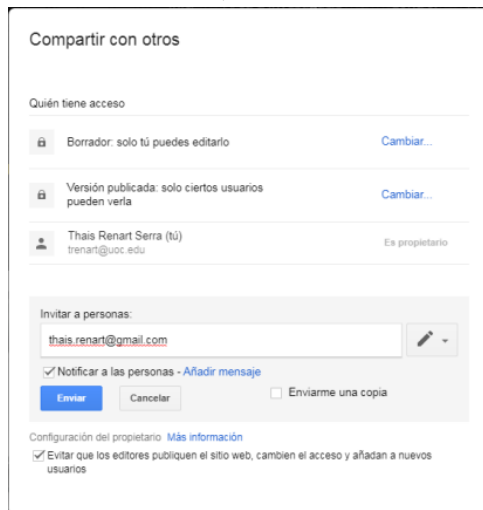 Compartir con otros
Quién tiene acceso
Borrador: solo tú puedes editarlo
Cambiar...
Versión publicada: solo ciertos usuarios
pueden verla
Cambiar...
Thais Renart Serra (tú)
trenart@uoc.edu
Es propietario
Invitar a personas:
thais.renart@gmail.com
Notificar a las personas - Añadir mensaje
Enviar
Cancelar
Enviarme una copia
Configuración del propietario Más información
Evitar que los editores publiquen el sitio web, cambien el acceso y añadan a nuevos
usuarios